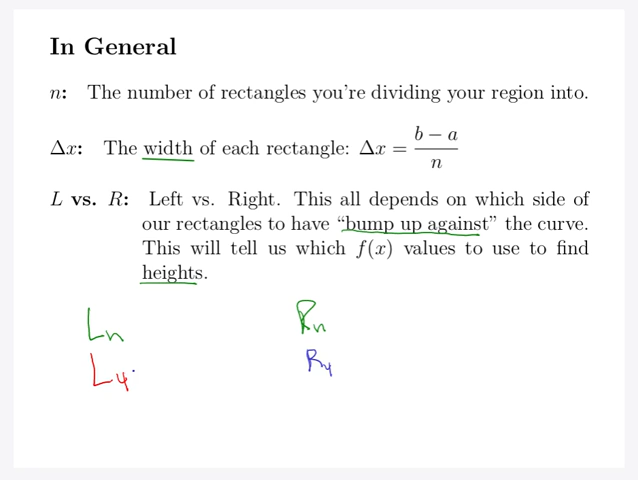 In General
n: The number of rectangles you're dividing your region into.
Δx: The width of each rectangle: Δx = (b − a)/n
L vs. R: Left vs. Right. This all depends on which side of
our rectangles to have “bump up against” the curve.
This will tell us which f(x) values to use to find
heights.
Ln Rn
L4 R4